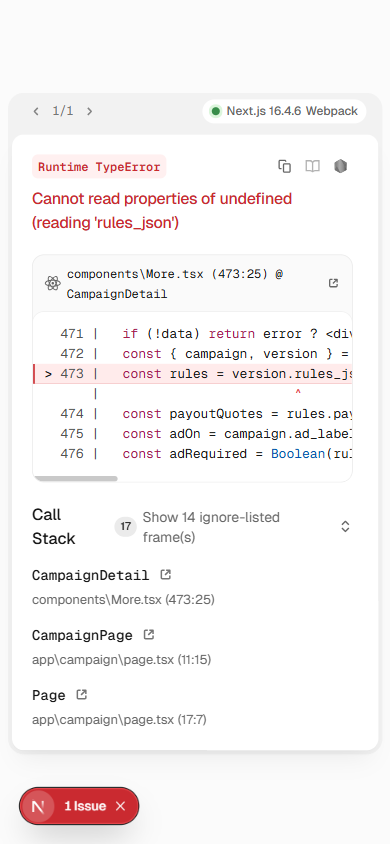 1/1
Next.js 16.4.6 Webpack
Runtime TypeError
Cannot read properties of undefined
(reading 'rules_json')
components\More.tsx (473:25) @
CampaignDetail
471 | if (!data) return error ? <div
472 | const { campaign, version } =
> 473 | const rules = version.rules_js
| ^
474 | const payoutQuotes = rules.pay
475 | const adOn = campaign.ad_label
476 | const adRequired = Boolean(rul
Call
Stack
17
Show 14 ignore-listed
frame(s)
CampaignDetail
components\More.tsx (473:25)
CampaignPage
app\campaign\page.tsx (11:15)
Page
app\campaign\page.tsx (17:7)
N 1 Issue